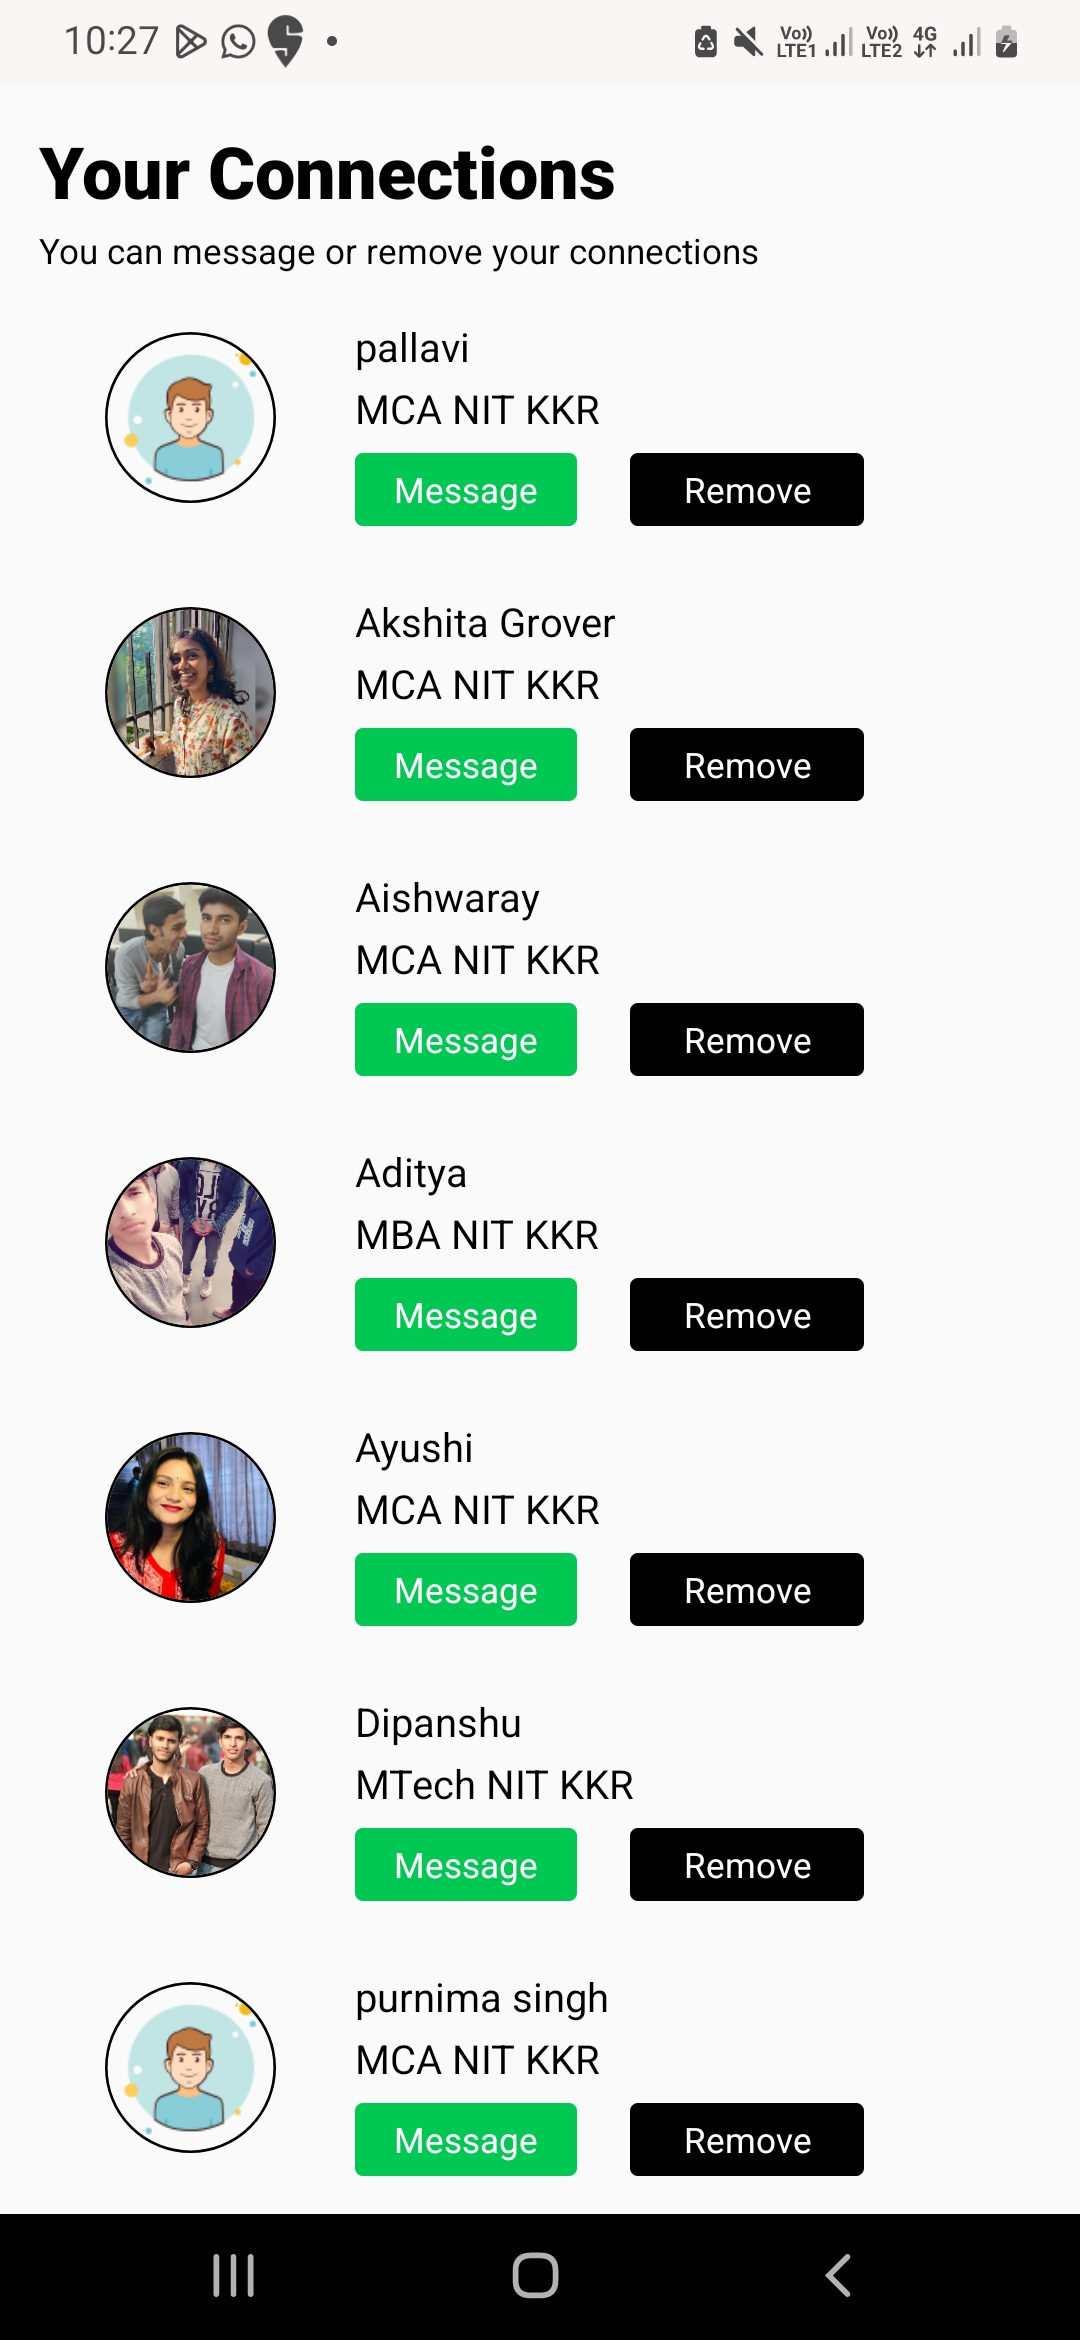 10:27
Vo)) LTE1 Vo)) LTE2 4G
Your Connections
You can message or remove your connections
pallavi
MCA NIT KKR
Message Remove
Akshita Grover
MCA NIT KKR
Message Remove
Aishwaray
MCA NIT KKR
Message Remove
Aditya
MBA NIT KKR
Message Remove
Ayushi
MCA NIT KKR
Message Remove
Dipanshu
MTech NIT KKR
Message Remove
purnima singh
MCA NIT KKR
Message Remove